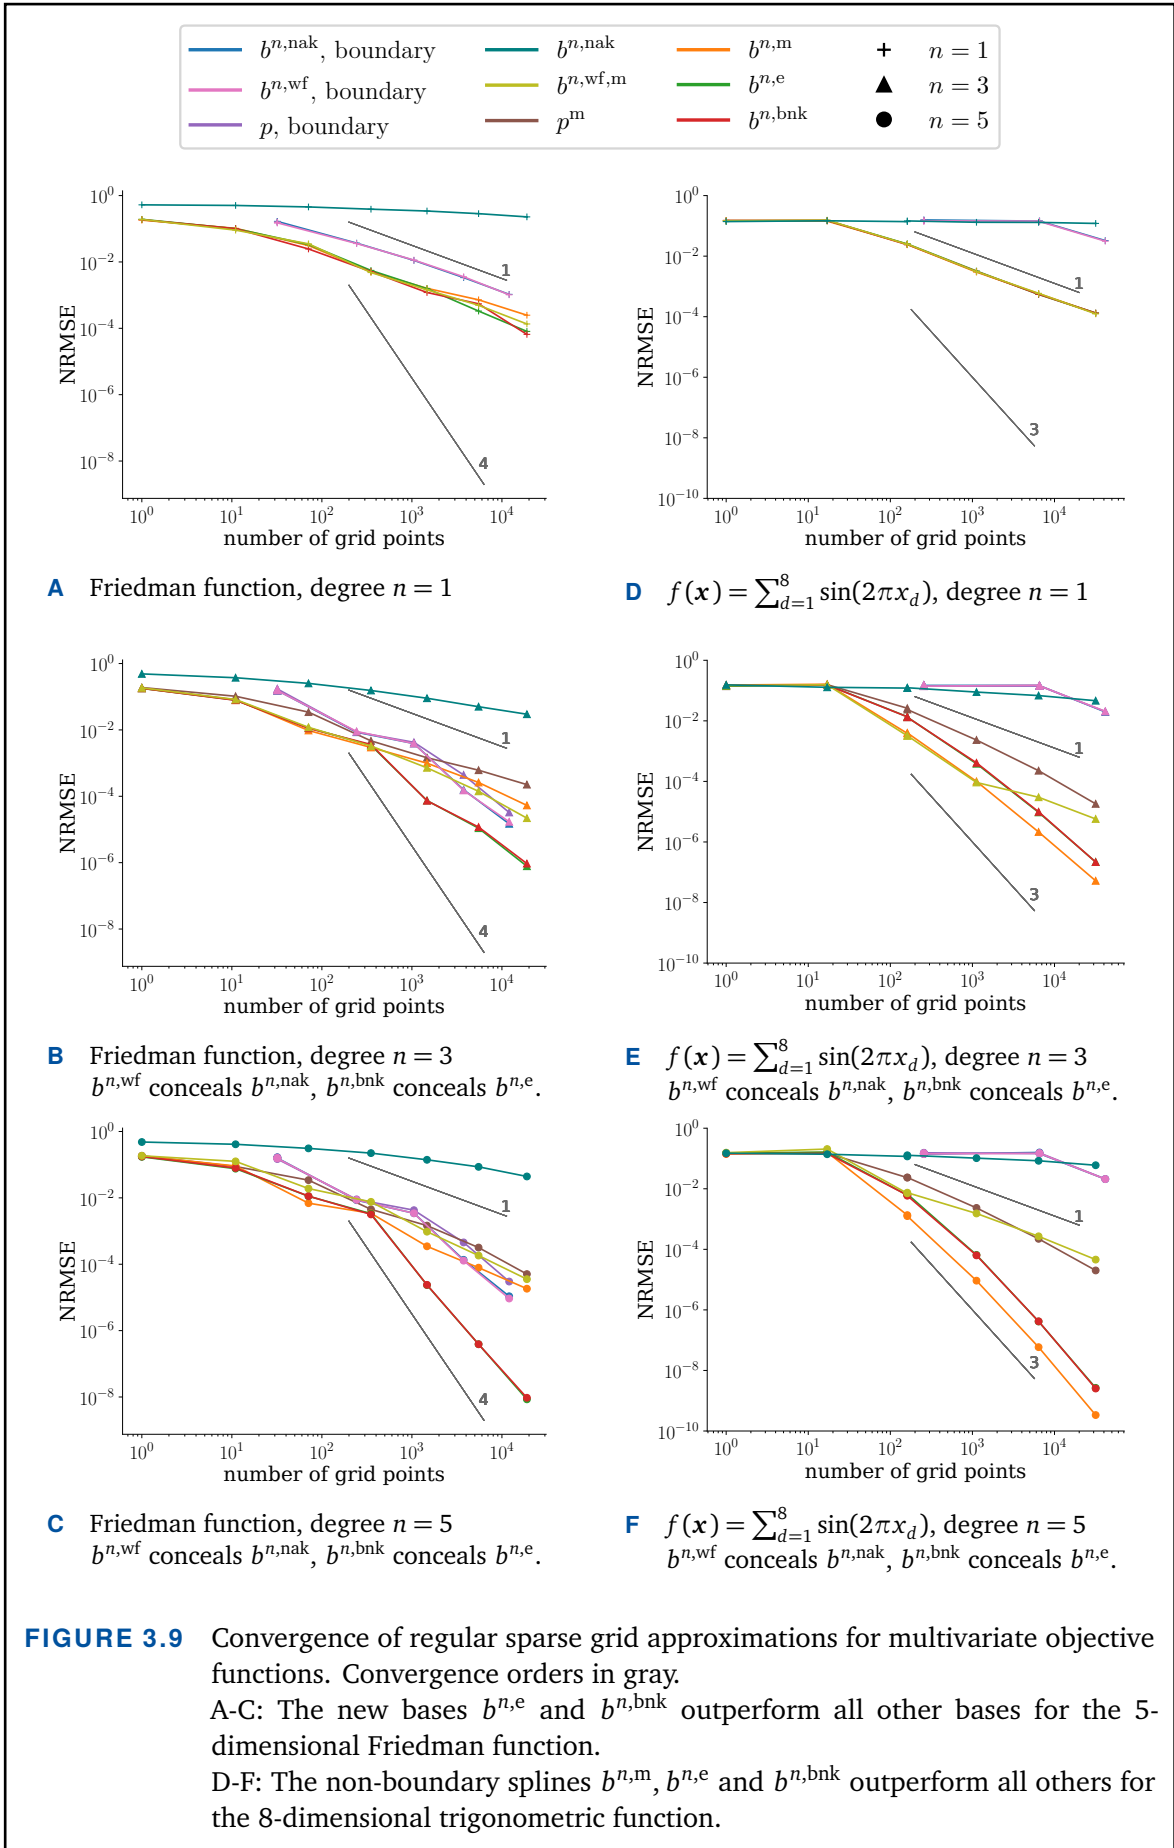 b^{n,nak}, boundary
b^{n,wf}, boundary
p, boundary
b^{n,nak}
b^{n,wf,m}
p^m
b^{n,m}
b^{n,e}
b^{n,bnk}
n = 1
n = 3
n = 5
10^0
10^{-2}
10^{-4}
10^{-6}
10^{-8}
NRMSE
1
4
10^0 10^1 10^2 10^3 10^4
number of grid points
A Friedman function, degree n = 1
10^0
10^{-2}
10^{-4}
10^{-6}
10^{-8}
10^{-10}
NRMSE
1
3
10^0 10^1 10^2 10^3 10^4
number of grid points
D f(x) = ∑_{d=1}^8 sin(2πx_d), degree n = 1
10^0
10^{-2}
10^{-4}
10^{-6}
10^{-8}
NRMSE
1
4
10^0 10^1 10^2 10^3 10^4
number of grid points
B Friedman function, degree n = 3
b^{n,wf} conceals b^{n,nak}, b^{n,bnk} conceals b^{n,e}.
10^0
10^{-2}
10^{-4}
10^{-6}
10^{-8}
10^{-10}
NRMSE
1
3
10^0 10^1 10^2 10^3 10^4
number of grid points
E f(x) = ∑_{d=1}^8 sin(2πx_d), degree n = 3
b^{n,wf} conceals b^{n,nak}, b^{n,bnk} conceals b^{n,e}.
10^0
10^{-2}
10^{-4}
10^{-6}
10^{-8}
NRMSE
1
4
10^0 10^1 10^2 10^3 10^4
number of grid points
C Friedman function, degree n = 5
b^{n,wf} conceals b^{n,nak}, b^{n,bnk} conceals b^{n,e}.
10^0
10^{-2}
10^{-4}
10^{-6}
10^{-8}
10^{-10}
NRMSE
1
3
10^0 10^1 10^2 10^3 10^4
number of grid points
F f(x) = ∑_{d=1}^8 sin(2πx_d), degree n = 5
b^{n,wf} conceals b^{n,nak}, b^{n,bnk} conceals b^{n,e}.
FIGURE 3.9 Convergence of regular sparse grid approximations for multivariate objective
functions. Convergence orders in gray.
A-C: The new bases b^{n,e} and b^{n,bnk} outperform all other bases for the 5-
dimensional Friedman function.
D-F: The non-boundary splines b^{n,m}, b^{n,e} and b^{n,bnk} outperform all others for
the 8-dimensional trigonometric function.